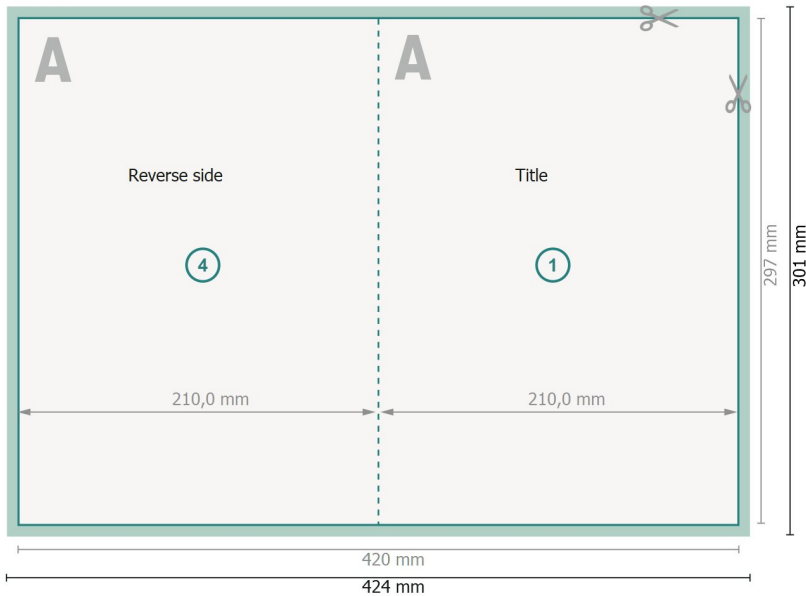 A
A
Reverse side
Title
4
1
297 mm
301 mm
210,0 mm
210,0 mm
420 mm
424 mm